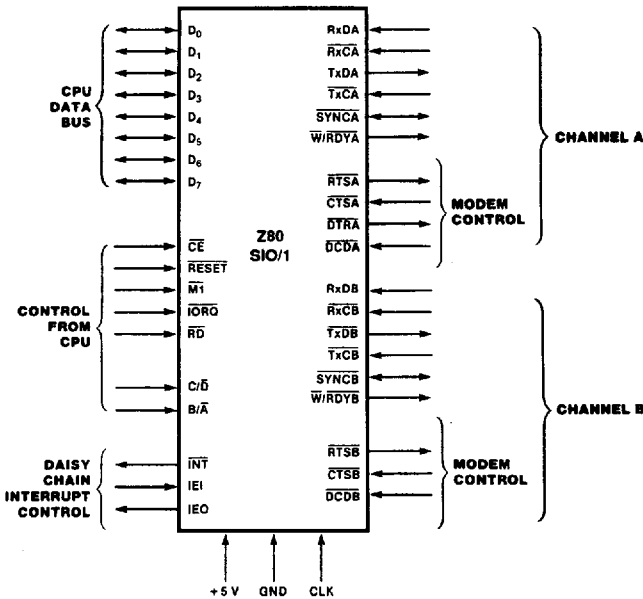 CPU
DATA
BUS
CONTROL
FROM
CPU
DAISY
CHAIN
INTERRUPT
CONTROL
D₀
D₁
D₂
D₃
D₄
D₅
D₆
D₇
CE
RESET
M1
IORQ
RD
C/D
B/A
INT
IEI
IEO
Z80
SIO/1
RxDA
RxCA
TxDA
TxCA
SYNCA
W/RDYA
RTSA
CTSA
DTRA
DCDA
RxDB
RxCB
TxDB
TxCB
SYNCB
W/RDYB
RTSB
CTSB
DCDB
MODEM
CONTROL
CHANNEL A
MODEM
CONTROL
CHANNEL B
+5 V GND CLK